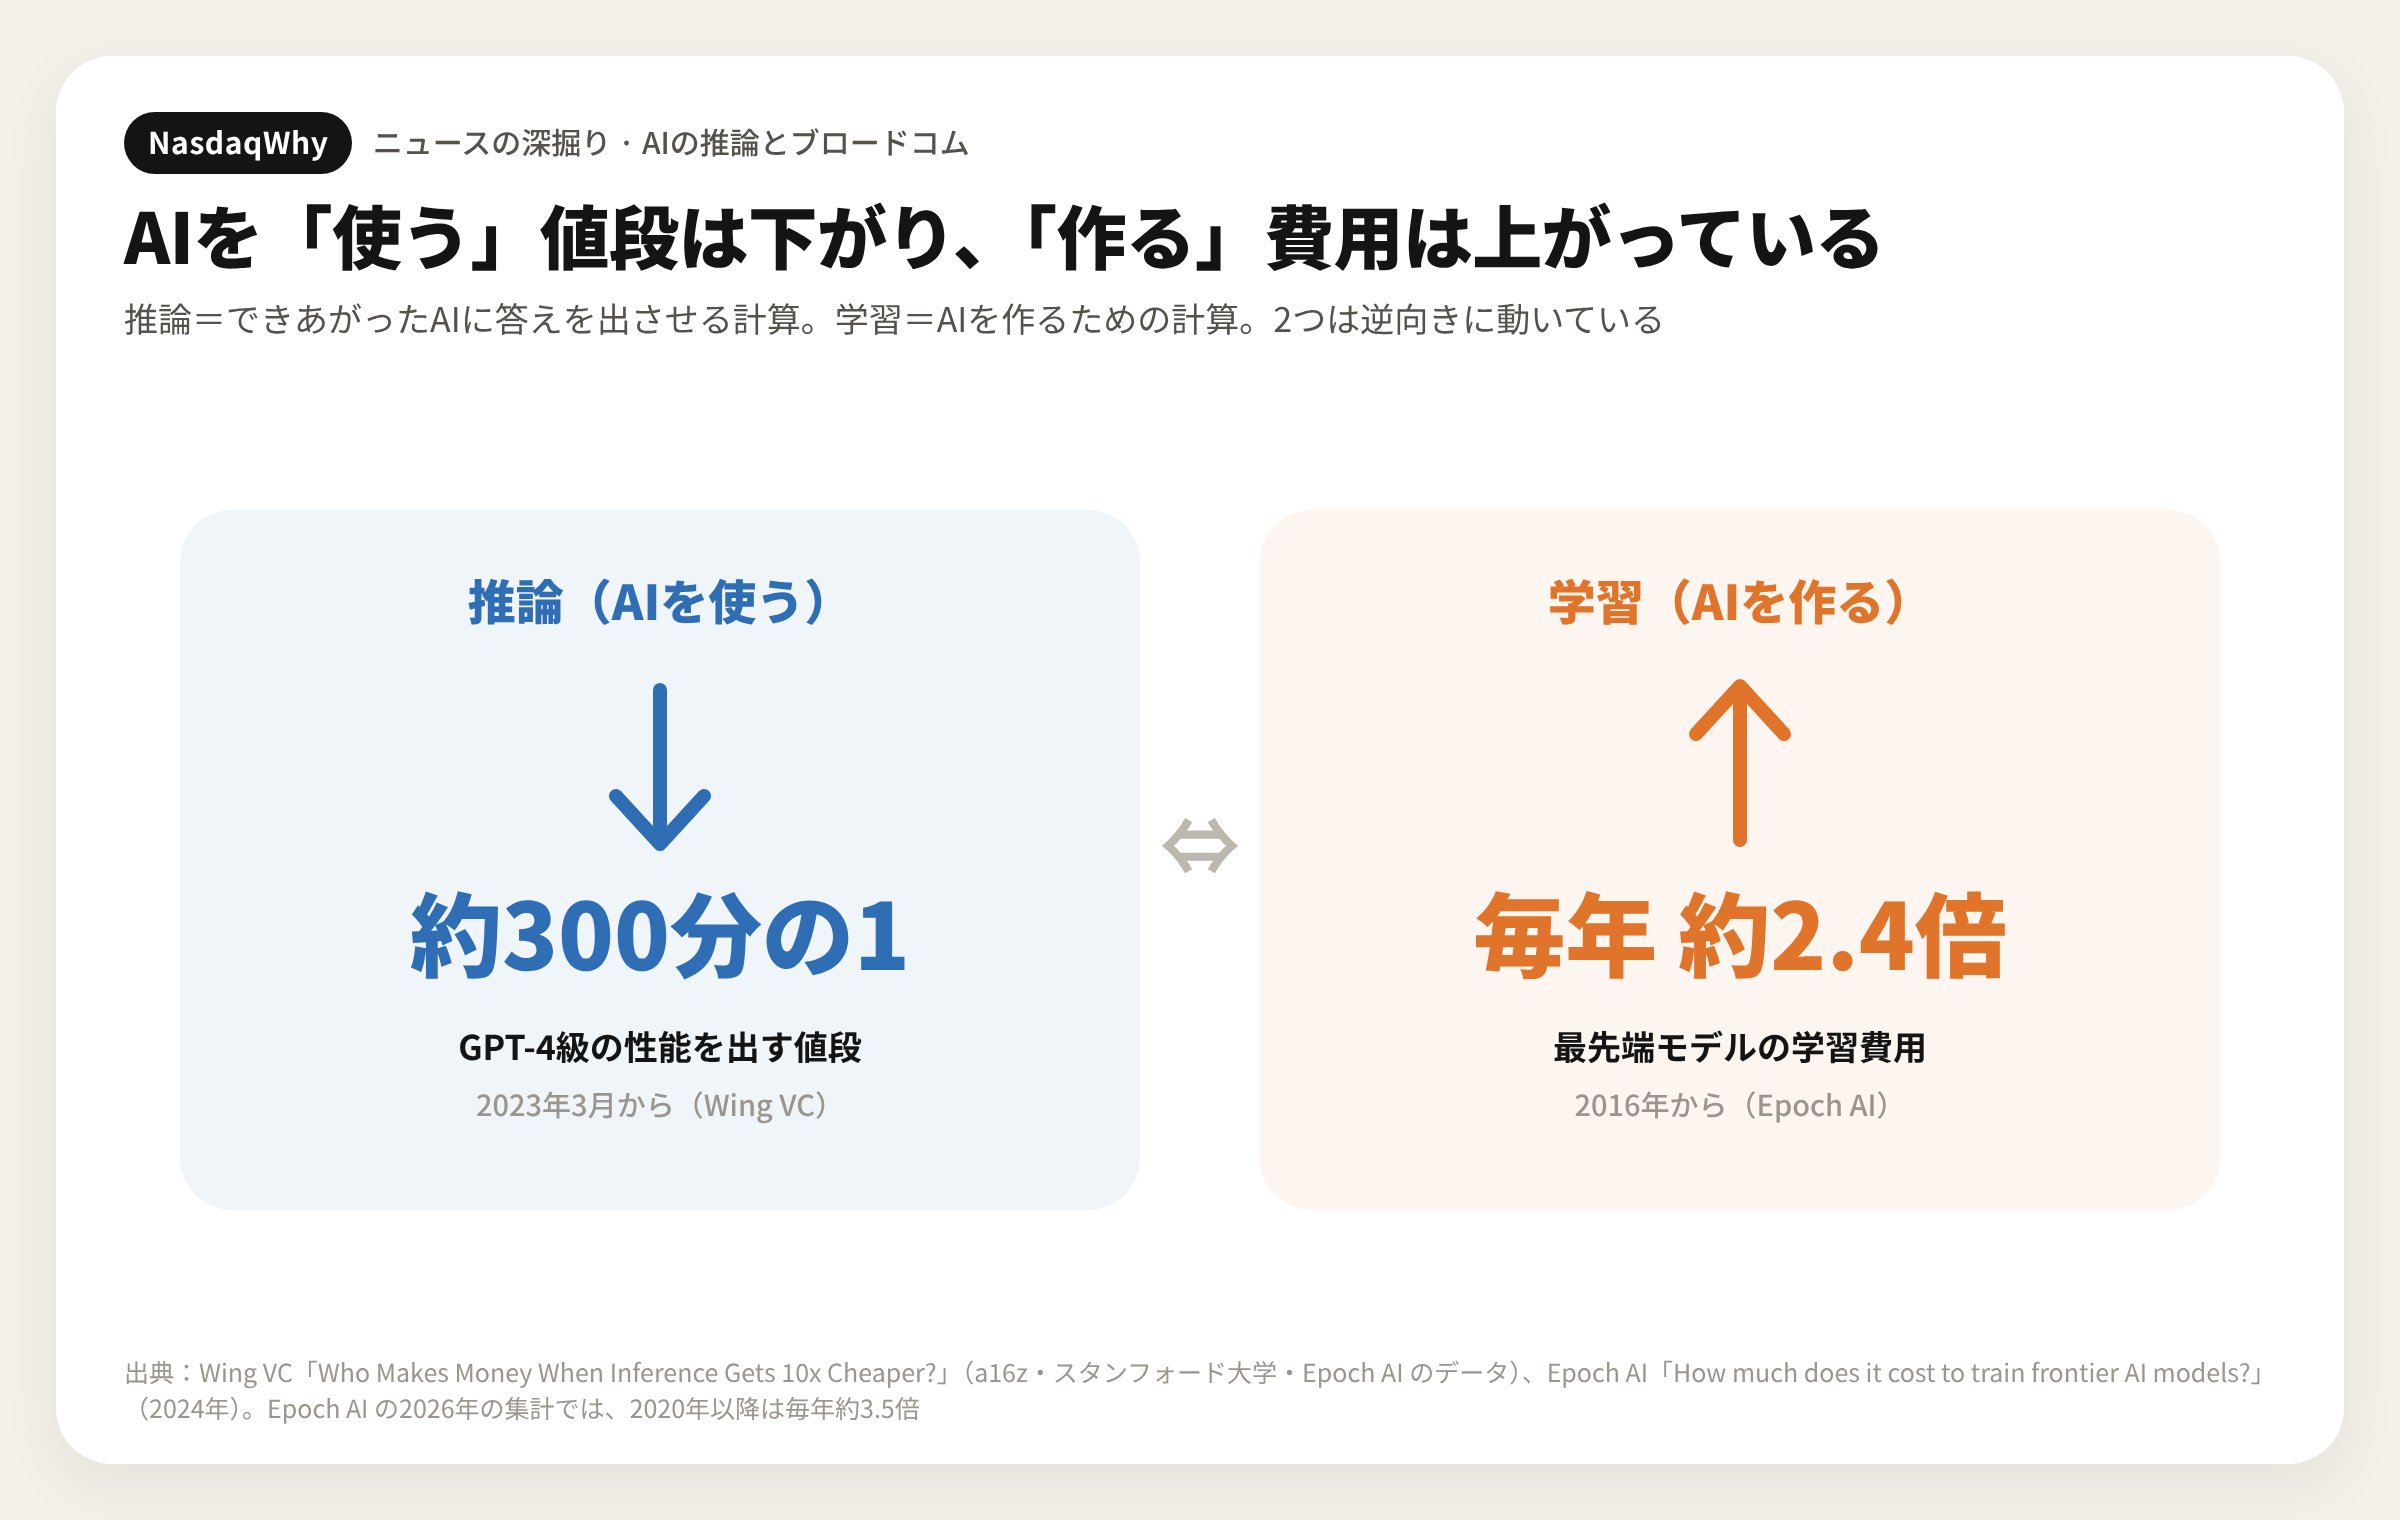 NasdaqWhy ニュースの深掘り · AIの推論とブロードコム
AIを「使う」値段は下がり、「作る」費用は上がっている
推論＝できあがったAIに答えを出させる計算。学習＝AIを作るための計算。2つは逆向きに動いている
推論（AIを使う）
約300分の1
GPT-4級の性能を出す値段
2023年3月から（Wing VC）
⇔
学習（AIを作る）
毎年 約2.4倍
最先端モデルの学習費用
2016年から（Epoch AI）
出典：Wing VC「Who Makes Money When Inference Gets 10x Cheaper?」（a16z・スタンフォード大学・Epoch AI のデータ）、Epoch AI「How much does it cost to train frontier AI models?」
（2024年）。Epoch AI の2026年の集計では、2020年以降は毎年約3.5倍